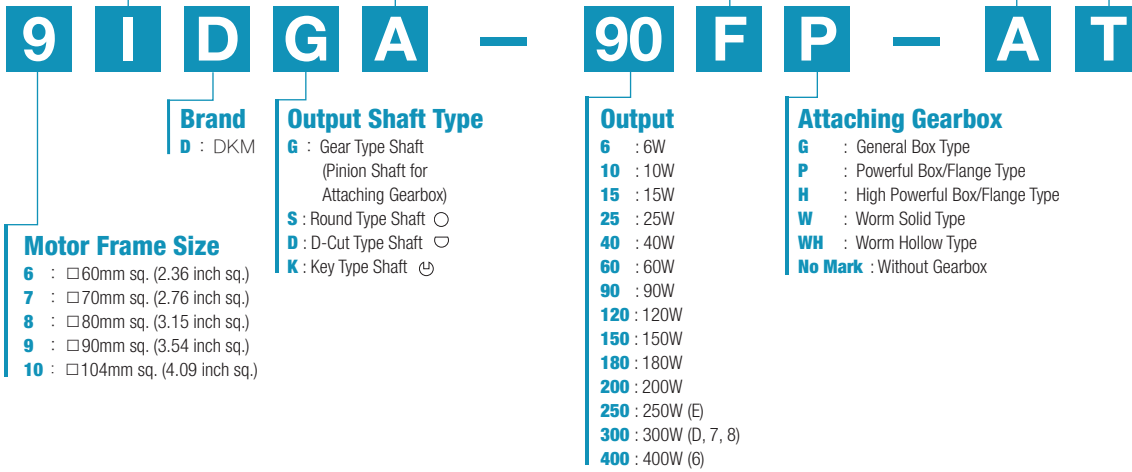 9 I D G A - 90 F P - A T
Brand
D : DKM
Output Shaft Type
G : Gear Type Shaft
(Pinion Shaft for
Attaching Gearbox)
S : Round Type Shaft
D : D-Cut Type Shaft
K : Key Type Shaft
Motor Frame Size
6 : □60mm sq. (2.36 inch sq.)
7 : □70mm sq. (2.76 inch sq.)
8 : □80mm sq. (3.15 inch sq.)
9 : □90mm sq. (3.54 inch sq.)
10 : □104mm sq. (4.09 inch sq.)
Output
6 : 6W
10 : 10W
15 : 15W
25 : 25W
40 : 40W
60 : 60W
90 : 90W
120 : 120W
150 : 150W
180 : 180W
200 : 200W
250 : 250W (E)
300 : 300W (D, 7, 8)
400 : 400W (6)
Attaching Gearbox
G : General Box Type
P : Powerful Box/Flange Type
H : High Powerful Box/Flange Type
W : Worm Solid Type
WH : Worm Hollow Type
No Mark : Without Gearbox